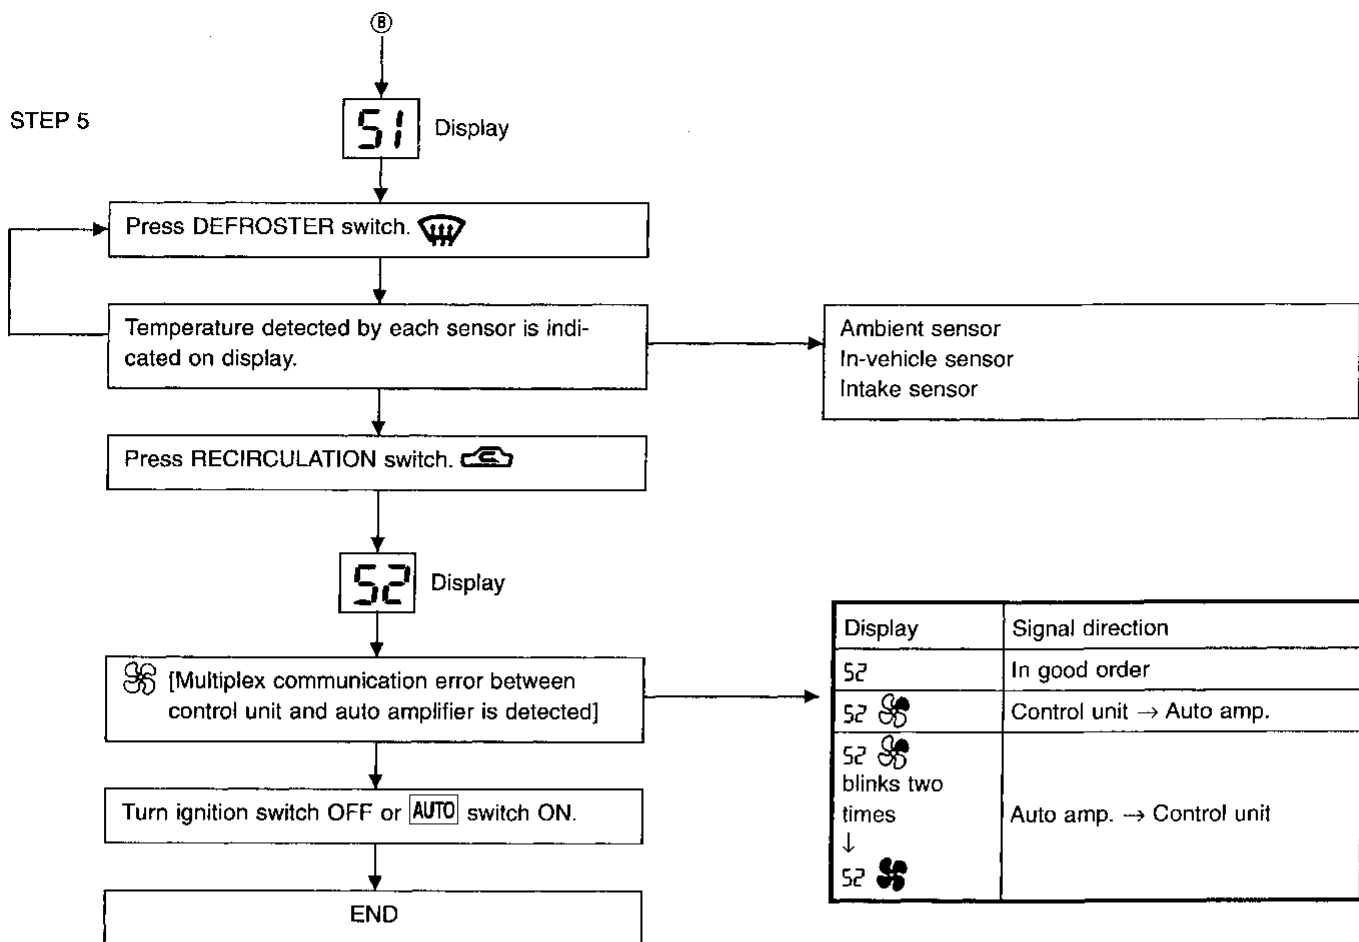 B
STEP 5
51 Display
Press DEFROSTER switch.
Temperature detected by each sensor is indi-
cated on display.
Ambient sensor
In-vehicle sensor
Intake sensor
Press RECIRCULATION switch.
52 Display
[Multiplex communication error between
control unit and auto amplifier is detected]
Display Signal direction
52 In good order
52 Control unit → Auto amp.
52
blinks two
times
↓
52
Auto amp. → Control unit
Turn ignition switch OFF or AUTO switch ON.
END